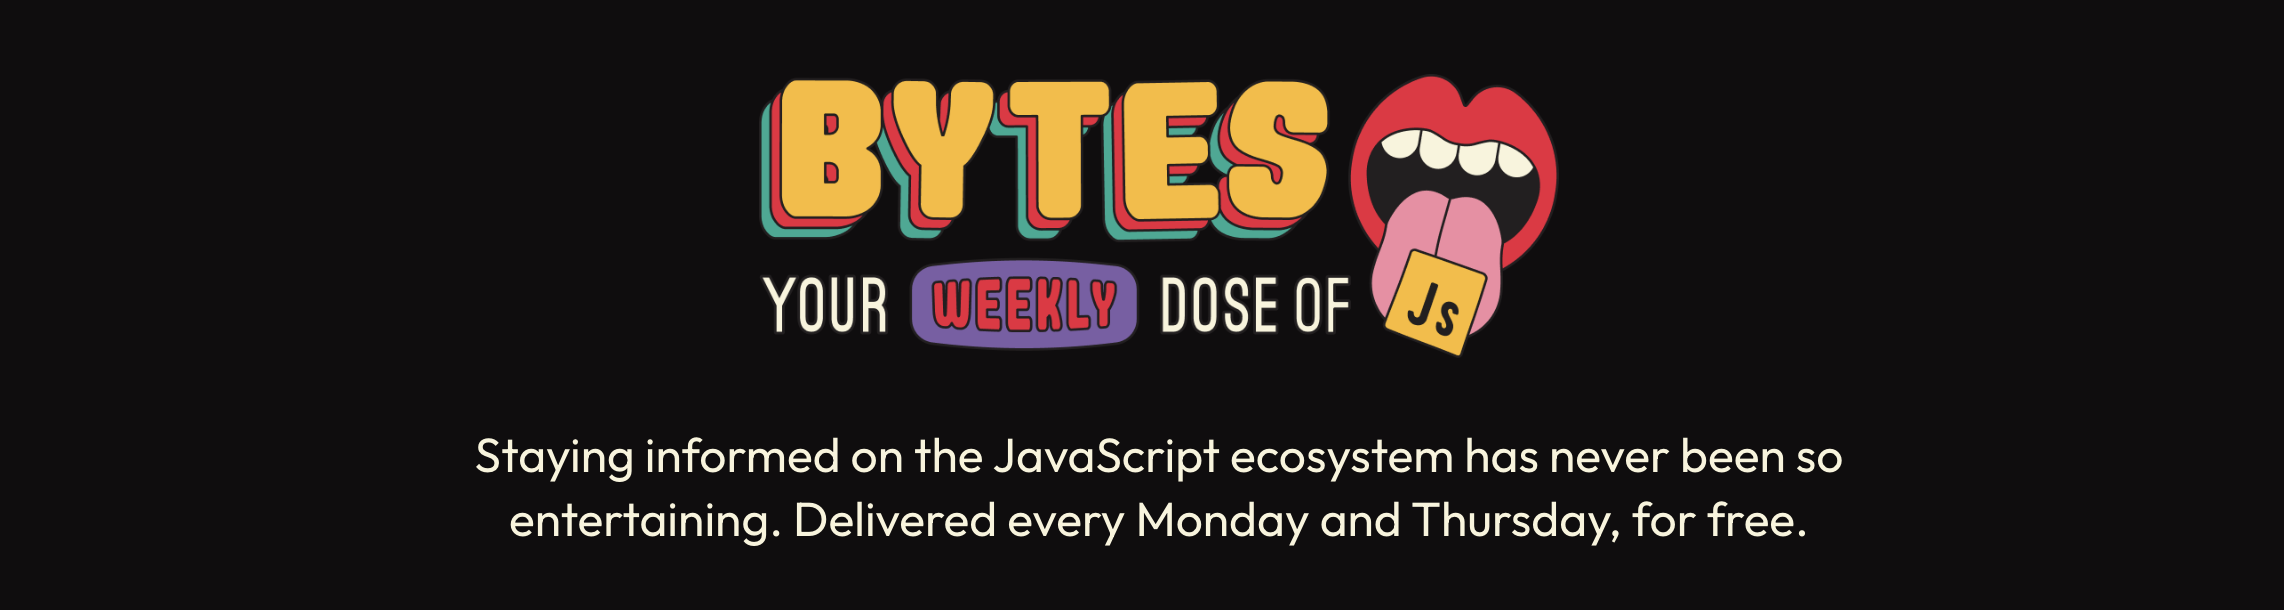 BYTES
YOUR WEEKLY DOSE OF Js
Staying informed on the JavaScript ecosystem has never been so
entertaining. Delivered every Monday and Thursday, for free.